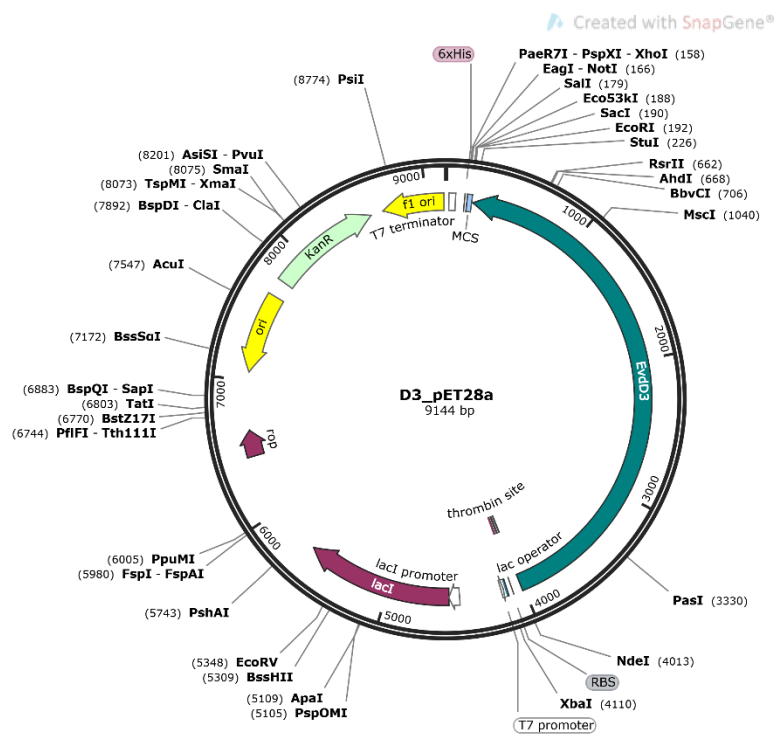 Created with SnapGene®
6xHis
PaeR7I - PspXI - XhoI (158)
EagI - NotI (166)
SalI (179)
Eco53kI (188)
SacI (190)
EcoRI (192)
StuI (226)
RsrII (662)
AhdI (668)
BbvCI (706)
MscI (1040)
(8774) PsiI
(8201) AsiSI - PvuI
(8075) SmaI
(8073) TspMI - XmaI
(7892) BspDI - ClaI
(7547) AcuI
(7172) BssSαI
(6883) BspQI - SapI
(6803) TatI
(6770) BstZ17I
(6744) PflFI - Tth111I
(6005) PpuMI
(5980) FspI - FspAI
(5743) PshAI
(5348) EcoRV
(5309) BssHII
(5109) ApaI
(5105) PspOMI
9000
1000
2000
3000
4000
5000
6000
7000
8000
f1 ori
T7 terminator
MCS
KanR
ori
rop
EvdD3
D3_pET28a
9144 bp
thrombin site
lac operator
lacI promoter
lacI
PasI (3330)
NdeI (4013)
RBS
XbaI (4110)
T7 promoter